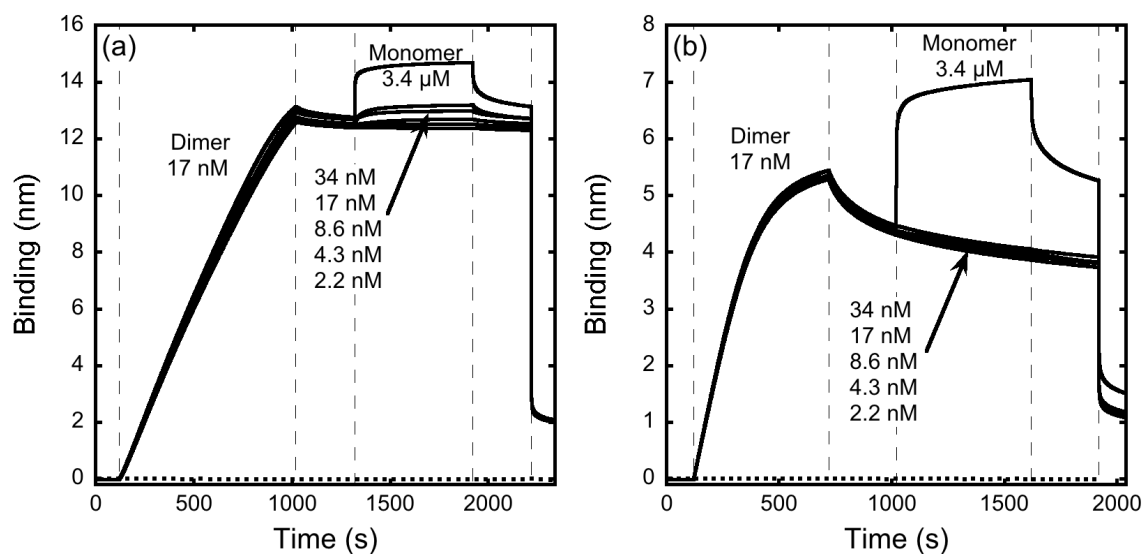 (a)
Binding (nm)
16
14
12
10
8
6
4
2
0
Monomer
3.4 µM
Dimer
17 nM
34 nM
17 nM
8.6 nM
4.3 nM
2.2 nM
0
500
1000
1500
2000
Time (s)
(b)
Binding (nm)
8
7
6
5
4
3
2
1
0
Monomer
3.4 µM
Dimer
17 nM
34 nM
17 nM
8.6 nM
4.3 nM
2.2 nM
0
500
1000
1500
2000
Time (s)